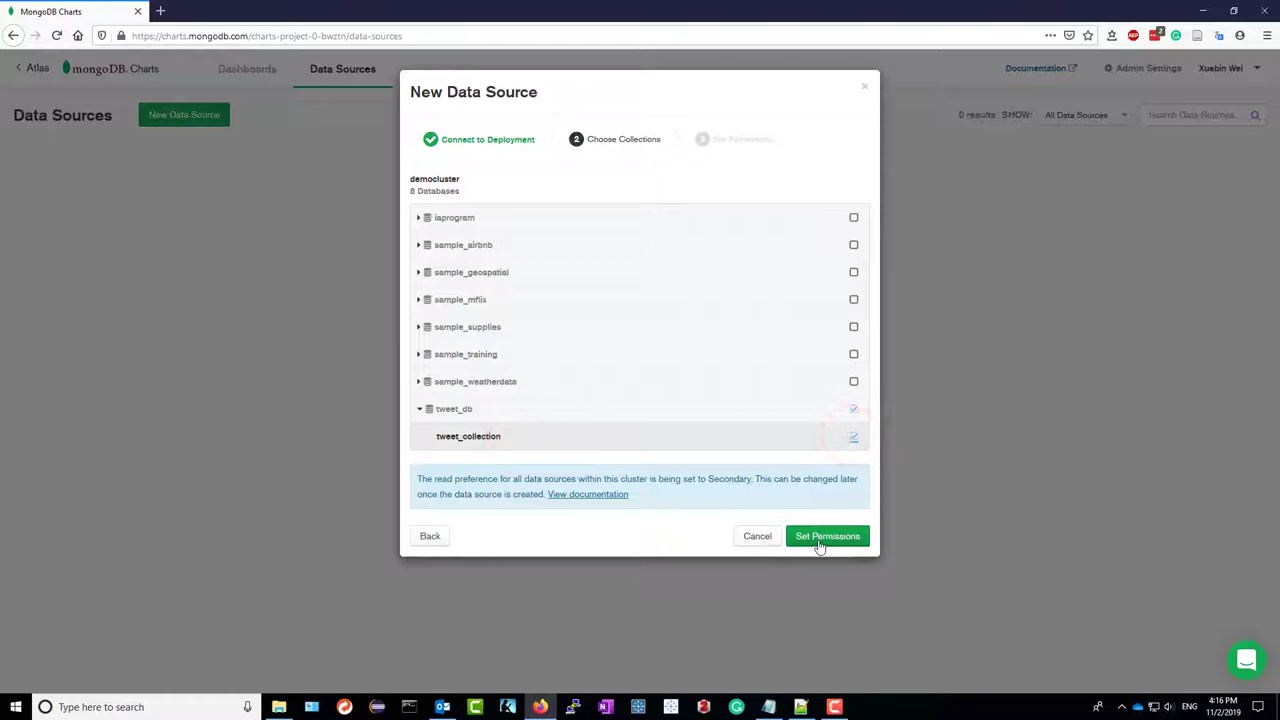 MongoDB Charts
https://charts.mongodb.com/charts-project-0-bwztn/data-sources
2
Atlas
mongoDB. Charts
Dashboards
Data Sources
Documentation
Admin Settings
Xuebin Wei
Data Sources
New Data Source
0 results
SHOW:
All Data Sources
Search Data Sources.
New Data Source
Connect to Deployment
2
Choose Collections
3
Set Permissions
democluster
8 Databases
iaprogram
sample_airbnb
sample_geospatial
sample_mflix
sample_supplies
sample_training
sample_weatherdata
tweet_db
tweet_collection
The read preference for all data sources within this cluster is being set to Secondary. This can be changed later
once the data source is created. View documentation
Back
Cancel
Set Permissions
Type here to search
ENG
4:16 PM
11/2/2019